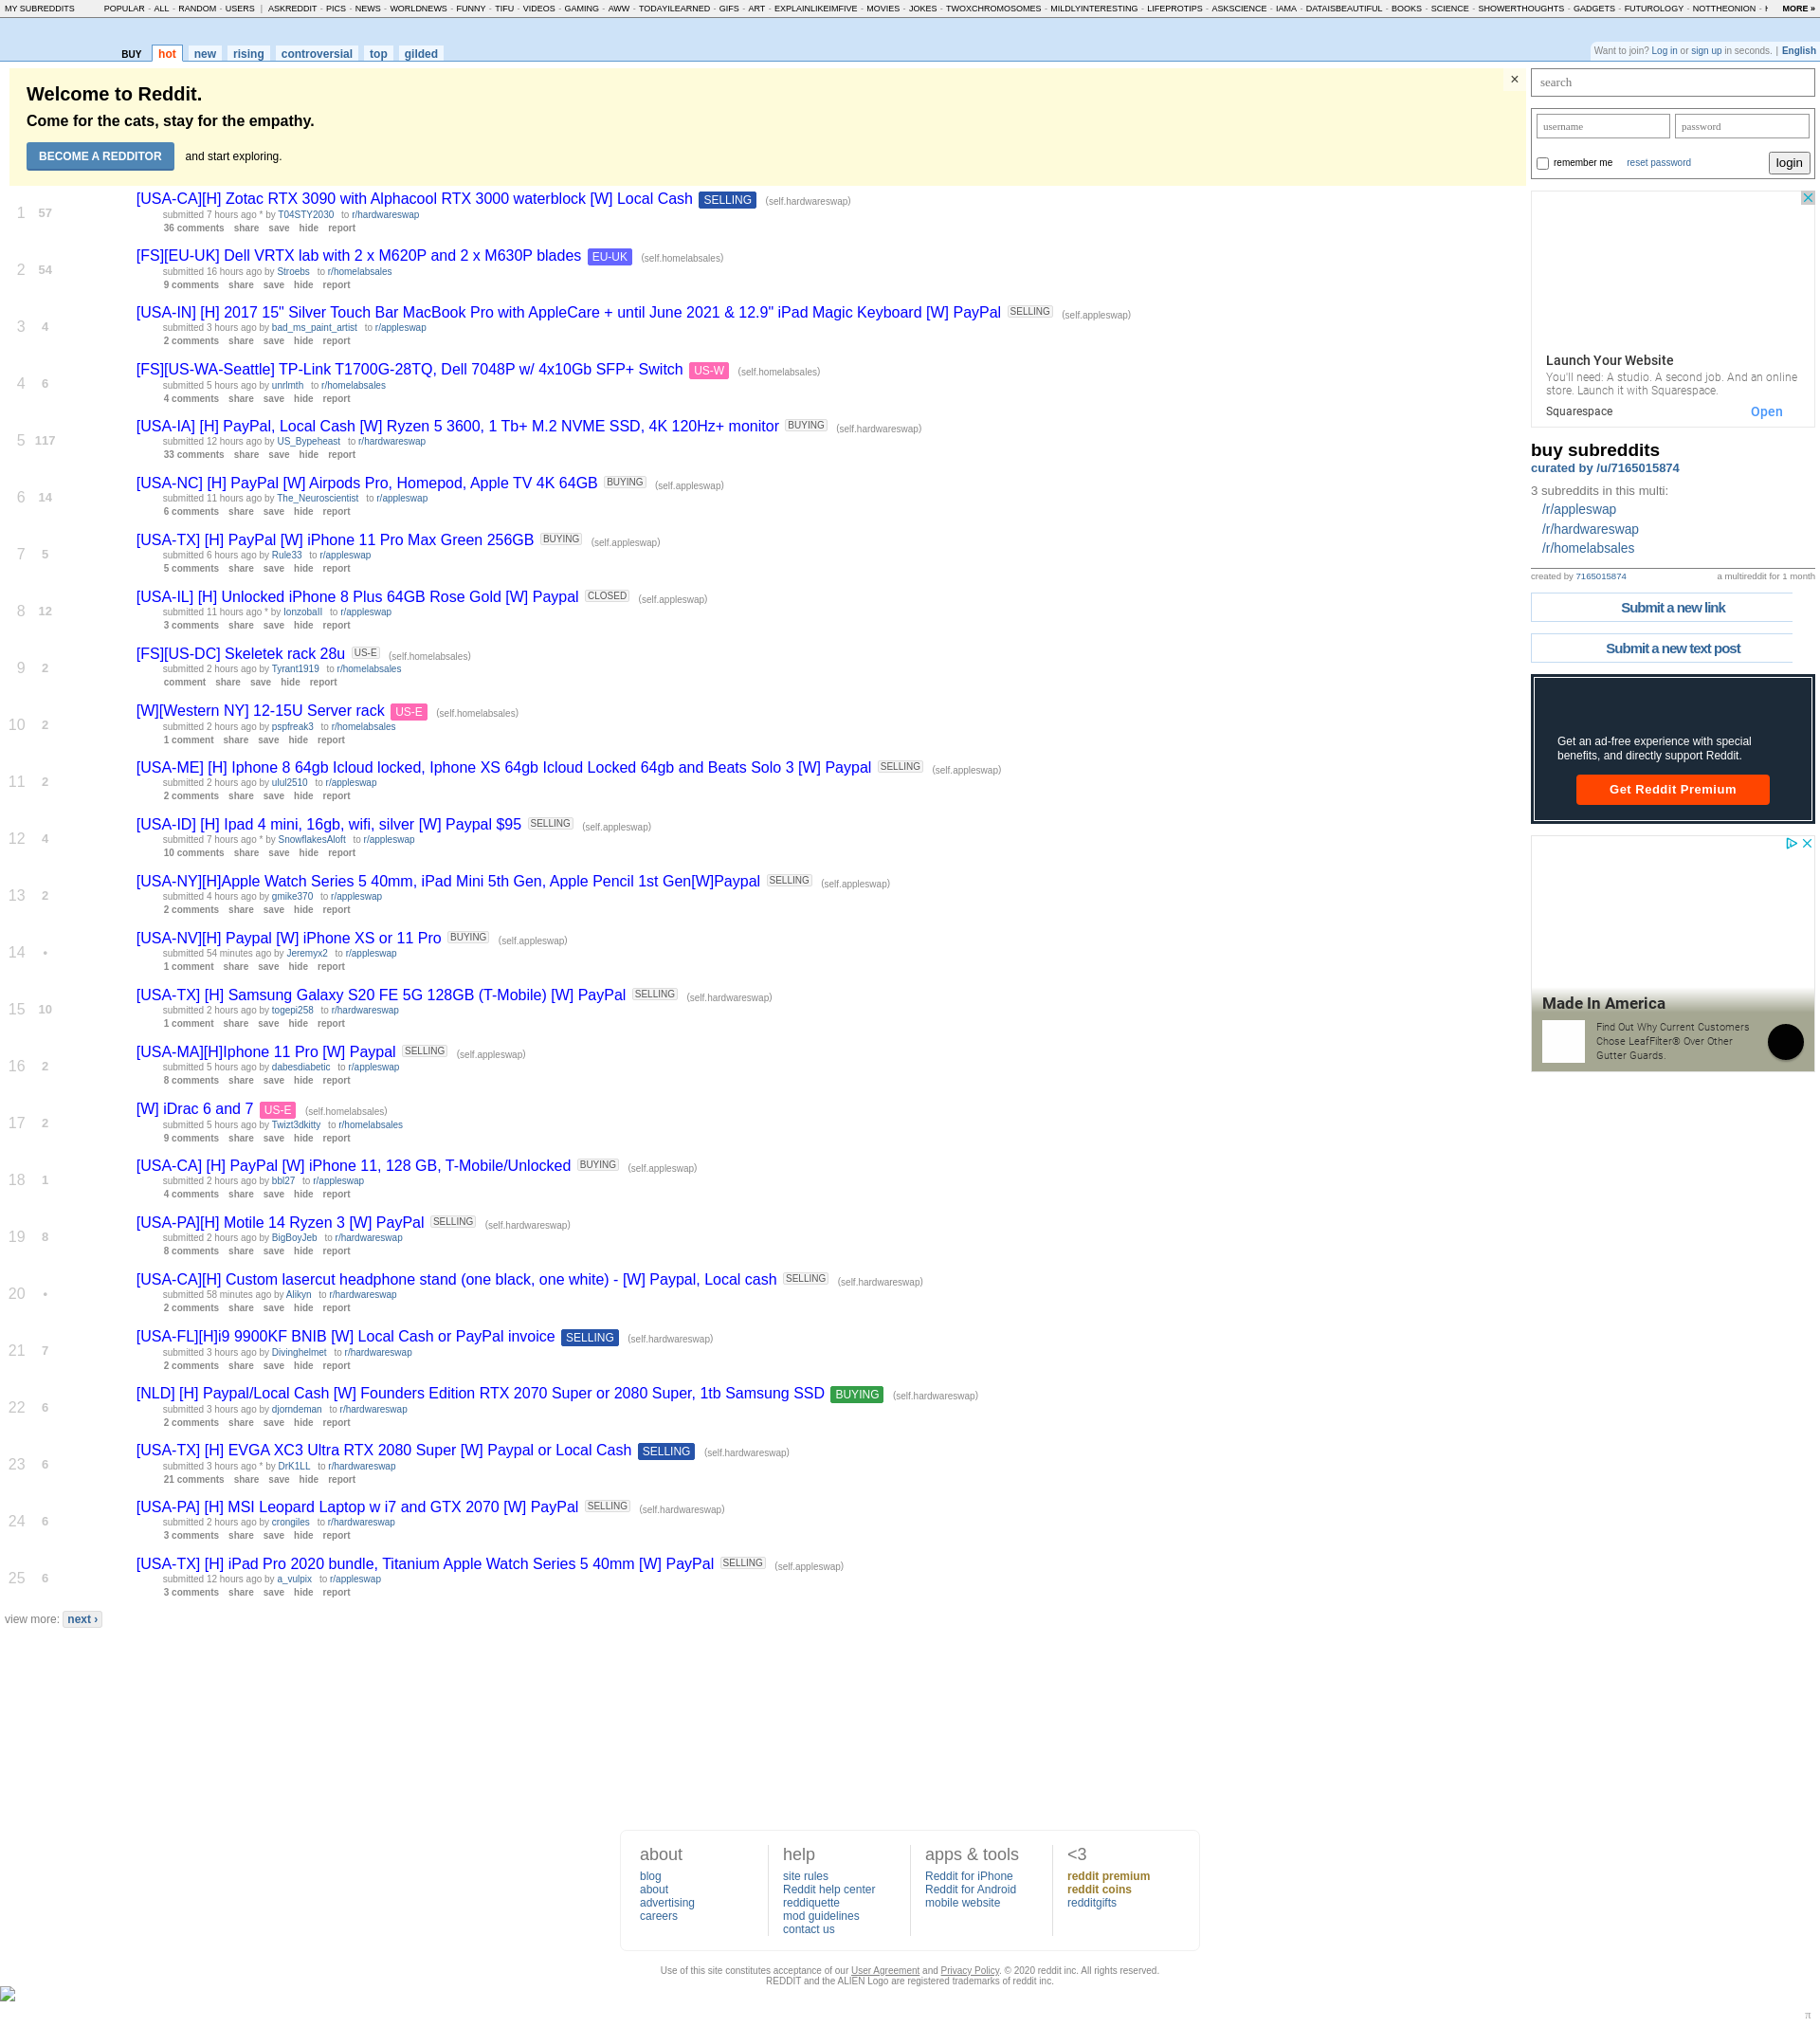 MY SUBREDDITS POPULAR - ALL - RANDOM - USERS | ASKREDDIT - PICS - NEWS - WORLDNEWS - FUNNY - TIFU - VIDEOS - GAMING - AWW - TODAYILEARNED - GIFS - ART - EXPLAINLIKEIMFIVE - MOVIES - JOKES - TWOXCHROMOSOMES - MILDLYINTERESTING - LIFEPROTIPS - ASKSCIENCE - IAMA - DATAISBEAUTIFUL - BOOKS - SCIENCE - SHOWERTHOUGHTS - GADGETS - FUTUROLOGY - NOTTHEONION - MORE »
BUY hot new rising controversial top gilded
Want to join? Log in or sign up in seconds. | English
Welcome to Reddit.
Come for the cats, stay for the empathy.
BECOME A REDDITOR and start exploring.
×
1 57 [USA-CA][H] Zotac RTX 3090 with Alphacool RTX 3000 waterblock [W] Local Cash SELLING (self.hardwareswap)
submitted 7 hours ago * by T04STY2030 to r/hardwareswap
36 comments share save hide report
2 54 [FS][EU-UK] Dell VRTX lab with 2 x M620P and 2 x M630P blades EU-UK (self.homelabsales)
submitted 16 hours ago by Stroebs to r/homelabsales
9 comments share save hide report
3 4 [USA-IN] [H] 2017 15" Silver Touch Bar MacBook Pro with AppleCare + until June 2021 & 12.9" iPad Magic Keyboard [W] PayPal SELLING (self.appleswap)
submitted 3 hours ago by bad_ms_paint_artist to r/appleswap
2 comments share save hide report
4 6 [FS][US-WA-Seattle] TP-Link T1700G-28TQ, Dell 7048P w/ 4x10Gb SFP+ Switch US-W (self.homelabsales)
submitted 5 hours ago by unrlmth to r/homelabsales
4 comments share save hide report
5 117 [USA-IA] [H] PayPal, Local Cash [W] Ryzen 5 3600, 1 Tb+ M.2 NVME SSD, 4K 120Hz+ monitor BUYING (self.hardwareswap)
submitted 12 hours ago by US_Bypeheast to r/hardwareswap
33 comments share save hide report
6 14 [USA-NC] [H] PayPal [W] Airpods Pro, Homepod, Apple TV 4K 64GB BUYING (self.appleswap)
submitted 11 hours ago by The_Neuroscientist to r/appleswap
6 comments share save hide report
7 5 [USA-TX] [H] PayPal [W] iPhone 11 Pro Max Green 256GB BUYING (self.appleswap)
submitted 6 hours ago by Rule33 to r/appleswap
5 comments share save hide report
8 12 [USA-IL] [H] Unlocked iPhone 8 Plus 64GB Rose Gold [W] Paypal CLOSED (self.appleswap)
submitted 11 hours ago * by lonzoball to r/appleswap
3 comments share save hide report
9 2 [FS][US-DC] Skeletek rack 28u US-E (self.homelabsales)
submitted 2 hours ago by Tyrant1919 to r/homelabsales
comment share save hide report
10 2 [W][Western NY] 12-15U Server rack US-E (self.homelabsales)
submitted 2 hours ago by pspfreak3 to r/homelabsales
1 comment share save hide report
11 2 [USA-ME] [H] Iphone 8 64gb Icloud locked, Iphone XS 64gb Icloud Locked 64gb and Beats Solo 3 [W] Paypal SELLING (self.appleswap)
submitted 2 hours ago by ulul2510 to r/appleswap
2 comments share save hide report
12 4 [USA-ID] [H] Ipad 4 mini, 16gb, wifi, silver [W] Paypal $95 SELLING (self.appleswap)
submitted 7 hours ago * by SnowflakesAloft to r/appleswap
10 comments share save hide report
13 2 [USA-NY][H]Apple Watch Series 5 40mm, iPad Mini 5th Gen, Apple Pencil 1st Gen[W]Paypal SELLING (self.appleswap)
submitted 4 hours ago by gmike370 to r/appleswap
2 comments share save hide report
14 • [USA-NV][H] Paypal [W] iPhone XS or 11 Pro BUYING (self.appleswap)
submitted 54 minutes ago by Jeremyx2 to r/appleswap
1 comment share save hide report
15 10 [USA-TX] [H] Samsung Galaxy S20 FE 5G 128GB (T-Mobile) [W] PayPal SELLING (self.hardwareswap)
submitted 2 hours ago by togepi258 to r/hardwareswap
1 comment share save hide report
16 2 [USA-MA][H]Iphone 11 Pro [W] Paypal SELLING (self.appleswap)
submitted 5 hours ago by dabesdiabetic to r/appleswap
8 comments share save hide report
17 2 [W] iDrac 6 and 7 US-E (self.homelabsales)
submitted 5 hours ago by Twizt3dkitty to r/homelabsales
9 comments share save hide report
18 1 [USA-CA] [H] PayPal [W] iPhone 11, 128 GB, T-Mobile/Unlocked BUYING (self.appleswap)
submitted 2 hours ago by bbl27 to r/appleswap
4 comments share save hide report
19 8 [USA-PA][H] Motile 14 Ryzen 3 [W] PayPal SELLING (self.hardwareswap)
submitted 2 hours ago by BigBoyJeb to r/hardwareswap
8 comments share save hide report
20 • [USA-CA][H] Custom lasercut headphone stand (one black, one white) - [W] Paypal, Local cash SELLING (self.hardwareswap)
submitted 58 minutes ago by Alikyn to r/hardwareswap
2 comments share save hide report
21 7 [USA-FL][H]i9 9900KF BNIB [W] Local Cash or PayPal invoice SELLING (self.hardwareswap)
submitted 3 hours ago by Divinghelmet to r/hardwareswap
2 comments share save hide report
22 6 [NLD] [H] Paypal/Local Cash [W] Founders Edition RTX 2070 Super or 2080 Super, 1tb Samsung SSD BUYING (self.hardwareswap)
submitted 3 hours ago by djorndeman to r/hardwareswap
2 comments share save hide report
23 6 [USA-TX] [H] EVGA XC3 Ultra RTX 2080 Super [W] Paypal or Local Cash SELLING (self.hardwareswap)
submitted 3 hours ago * by DrK1LL to r/hardwareswap
21 comments share save hide report
24 6 [USA-PA] [H] MSI Leopard Laptop w i7 and GTX 2070 [W] PayPal SELLING (self.hardwareswap)
submitted 2 hours ago by crongiles to r/hardwareswap
3 comments share save hide report
25 6 [USA-TX] [H] iPad Pro 2020 bundle, Titanium Apple Watch Series 5 40mm [W] PayPal SELLING (self.appleswap)
submitted 12 hours ago by a_vulpix to r/appleswap
3 comments share save hide report
view more: next ›
search
username password
remember me reset password login
Launch Your Website
You'll need: A studio. A second job. And an online
store. Launch it with Squarespace.
Squarespace Open
buy subreddits
curated by /u/7165015874
3 subreddits in this multi:
/r/appleswap
/r/hardwareswap
/r/homelabsales
created by 7165015874 a multireddit for 1 month
Submit a new link
Submit a new text post
Get an ad-free experience with special
benefits, and directly support Reddit.
Get Reddit Premium
Made In America
Find Out Why Current Customers
Chose LeafFilter® Over Other
Gutter Guards.
about
blog
about
advertising
careers
help
site rules
Reddit help center
reddiquette
mod guidelines
contact us
apps & tools
Reddit for iPhone
Reddit for Android
mobile website
<3
reddit premium
reddit coins
redditgifts
Use of this site constitutes acceptance of our User Agreement and Privacy Policy. © 2020 reddit inc. All rights reserved.
REDDIT and the ALIEN Logo are registered trademarks of reddit inc.
π